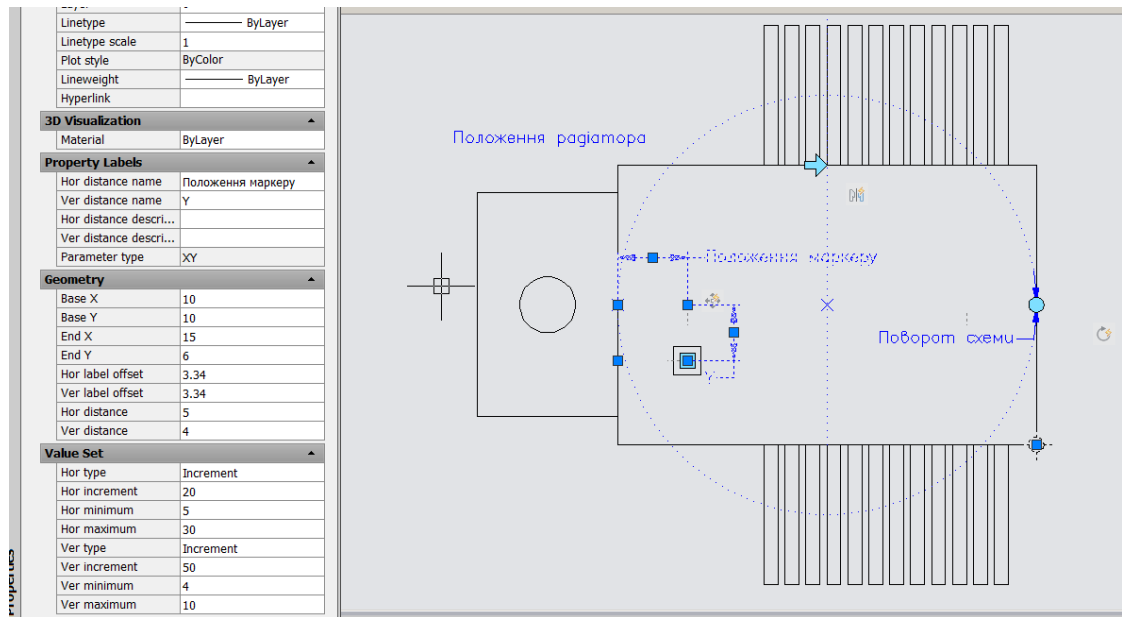 Linetype ByLayer
Linetype scale 1
Plot style ByColor
Lineweight ByLayer
Hyperlink
3D Visualization
Material ByLayer
Property Labels
Hor distance name Положення маркеру
Ver distance name Y
Hor distance descri...
Ver distance descri...
Parameter type XY
Geometry
Base X 10
Base Y 10
End X 15
End Y 6
Hor label offset 3.34
Ver label offset 3.34
Hor distance 5
Ver distance 4
Value Set
Hor type Increment
Hor increment 20
Hor minimum 5
Hor maximum 30
Ver type Increment
Ver increment 50
Ver minimum 4
Ver maximum 10
Properties
Положення радіатора
Положення маркеру
Y
Поворот схеми